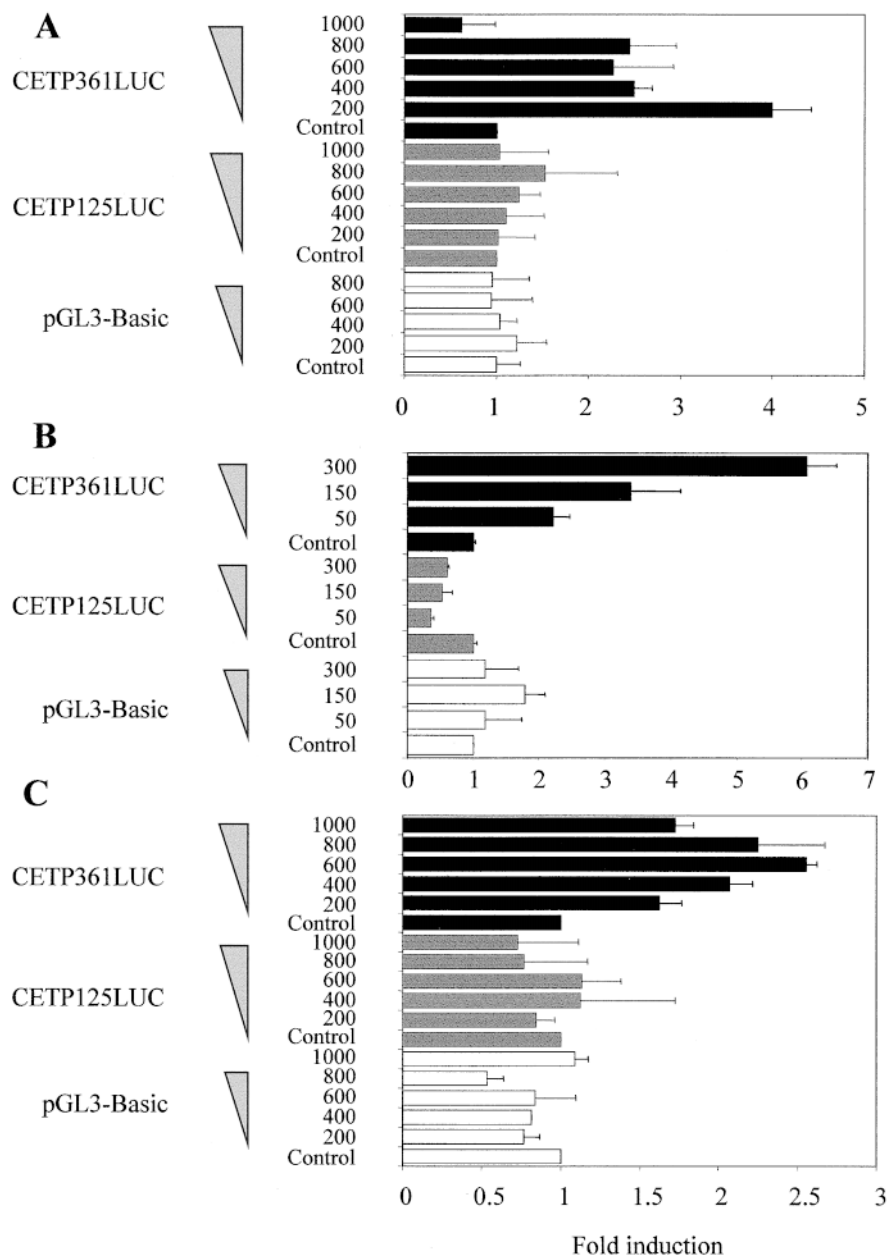 A
CETP361LUC
1000
800
600
400
200
Control
CETP125LUC
1000
800
600
400
200
Control
pGL3-Basic
800
600
400
200
Control
0 1 2 3 4 5
B
CETP361LUC
300
150
50
Control
CETP125LUC
300
150
50
Control
pGL3-Basic
300
150
50
Control
0 1 2 3 4 5 6 7
C
CETP361LUC
1000
800
600
400
200
Control
CETP125LUC
1000
800
600
400
200
Control
pGL3-Basic
1000
800
600
400
200
Control
0 0.5 1 1.5 2 2.5 3
Fold induction